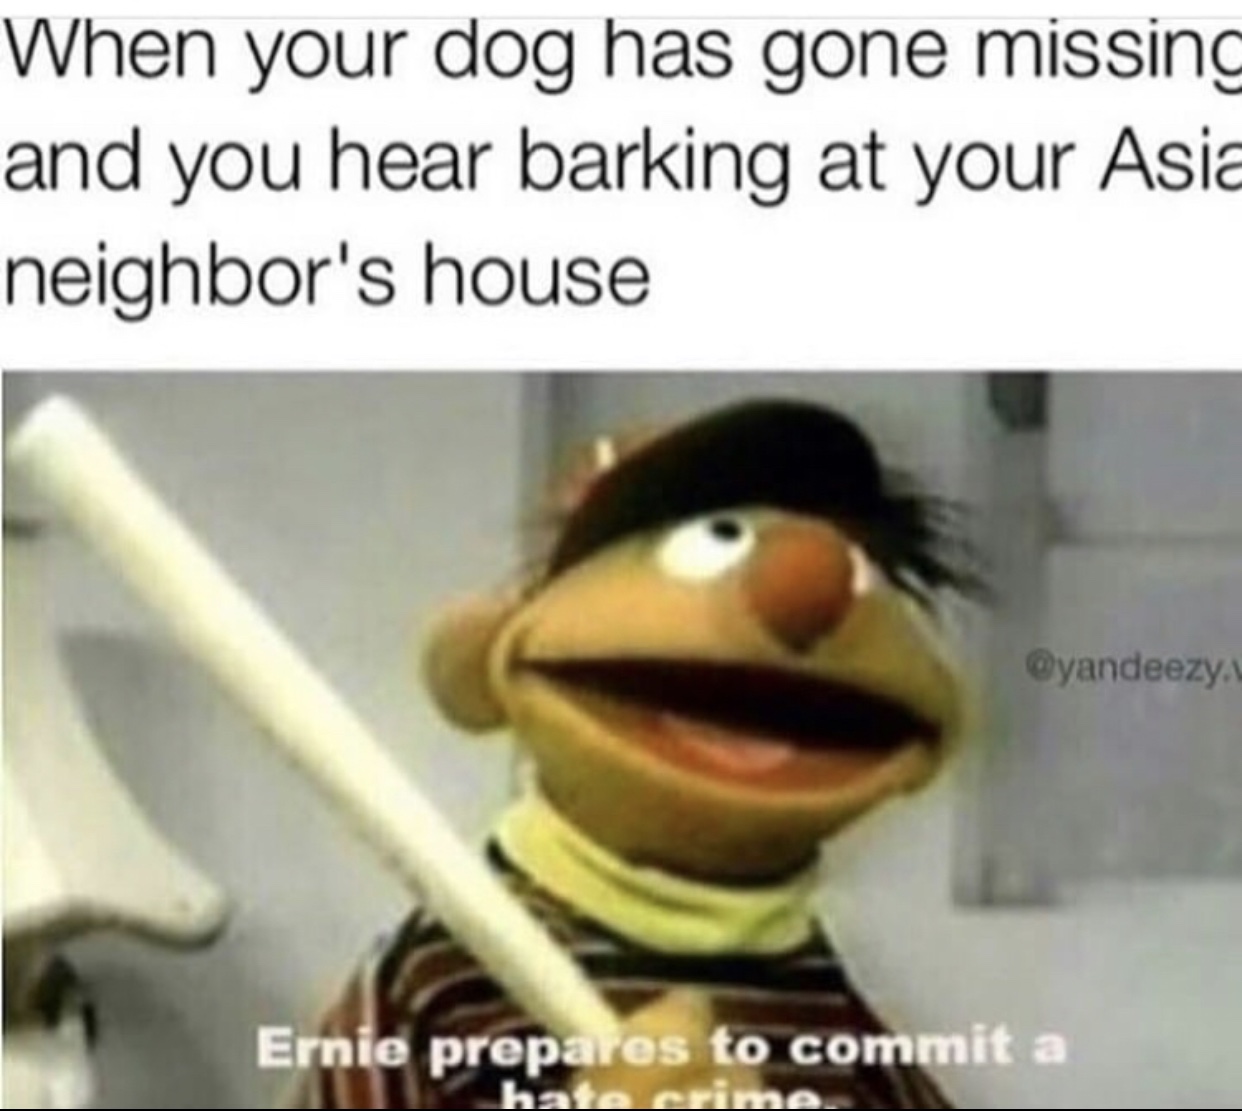 When your dog has gone missing
and you hear barking at your Asia
neighbor's house
@yandeezy.v
Ernie prepares to commit a
hate crime.